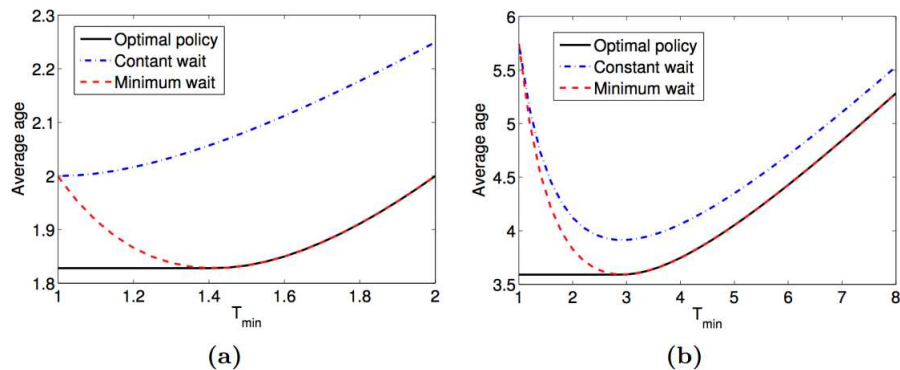 2.3
2.2
2.1
2
1.9
1.8
Average age
Optimal policy
Contant wait
Minimum wait
1 1.2 1.4 1.6 1.8 2
T_min
(a)
6
5.5
5
4.5
4
3.5
Average age
Optimal policy
Constant wait
Minimum wait
1 2 3 4 5 6 7 8
T_min
(b)